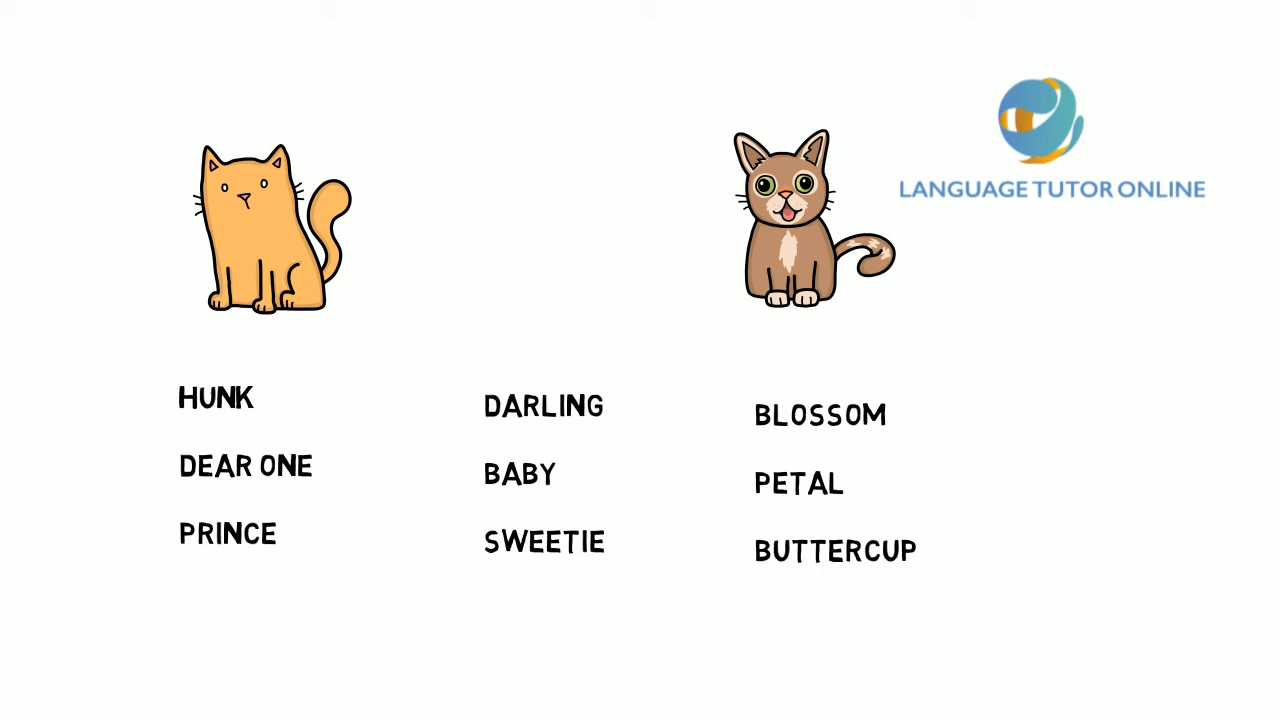 LANGUAGE TUTOR ONLINE
HUNK
DEAR ONE
PRINCE
DARLING
BABY
SWEETIE
BLOSSOM
PETAL
BUTTERCUP